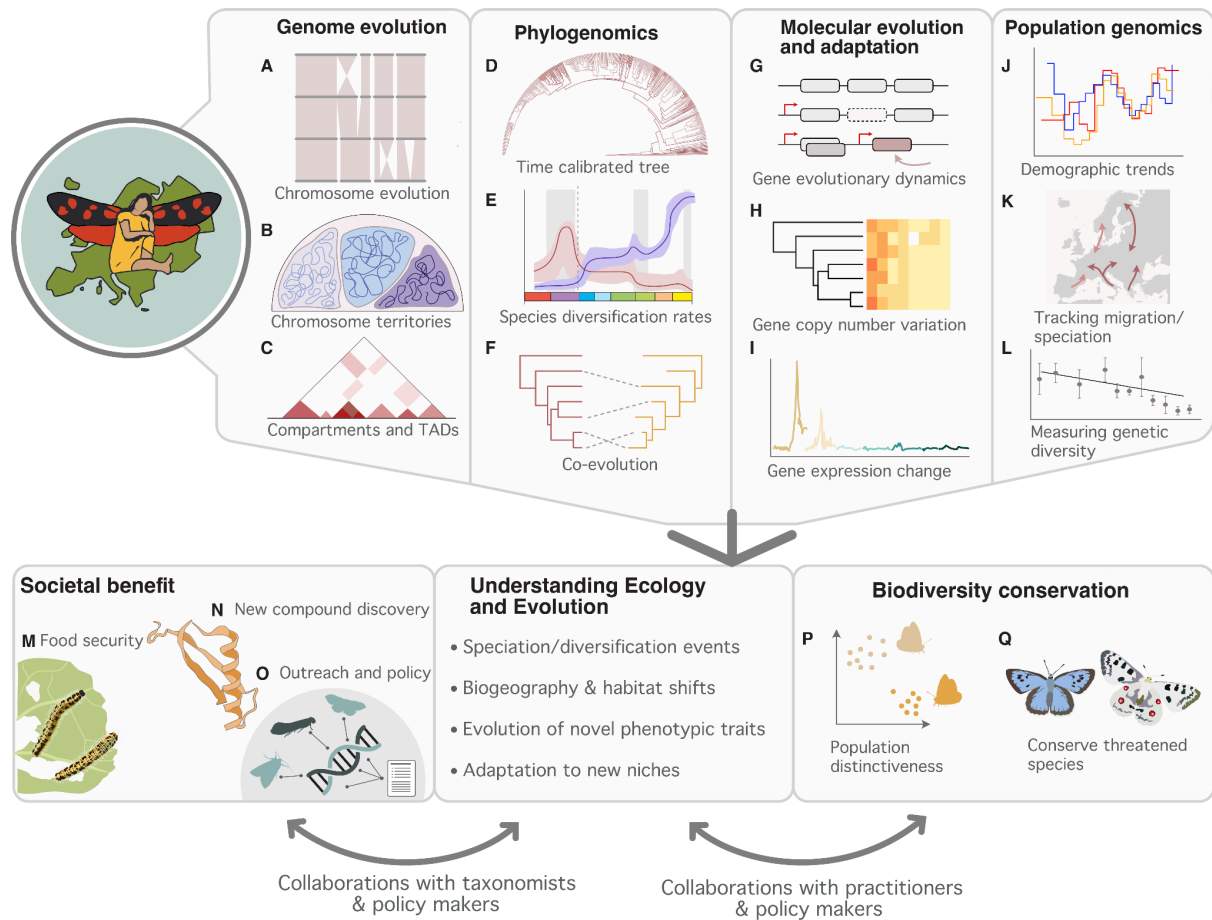 Genome evolution
A
Chromosome evolution
B
Chromosome territories
C
Compartments and TADs
Phylogenomics
D
Time calibrated tree
E
Species diversification rates
F
Co-evolution
Molecular evolution
and adaptation
G
Gene evolutionary dynamics
H
Gene copy number variation
I
Gene expression change
Population genomics
J
Demographic trends
K
Tracking migration/
speciation
L
Measuring genetic
diversity
Societal benefit
N New compound discovery
M Food security
O Outreach and policy
Understanding Ecology
and Evolution
• Speciation/diversification events
• Biogeography & habitat shifts
• Evolution of novel phenotypic traits
• Adaptation to new niches
Biodiversity conservation
P
Population
distinctiveness
Q
Conserve threatened
species
Collaborations with taxonomists
& policy makers
Collaborations with practitioners
& policy makers